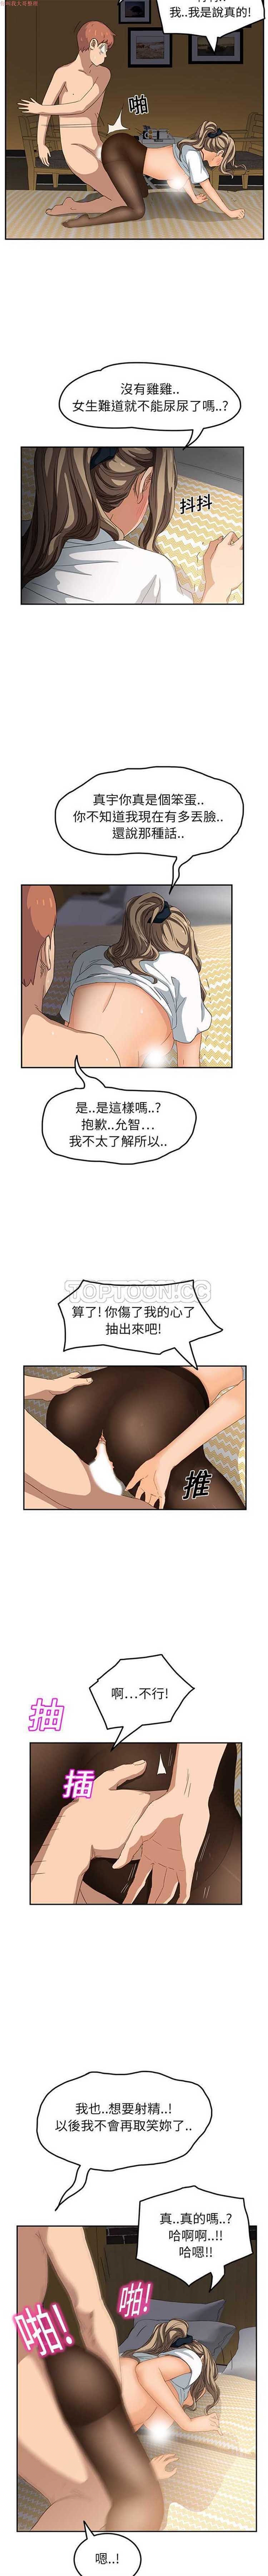 我..我是說真的!
啪
沒有雞雞..
女生難道就不能尿尿了嗎..?
抖抖
真宇你真是個笨蛋..
你不知道我現在有多丟臉..
還說那種話..
是..是這樣嗎..?
抱歉..允智...
我不太了解所以..
TOPTOON.CC
算了! 你傷了我的心了
抽出來吧!
推
啊...不行!
抽
插
我也..想要射精..!
以後我不會再取笑妳了..
真..真的嗎..?
哈啊啊..!!
哈嗯!!
啪!
啪!
嗯..!